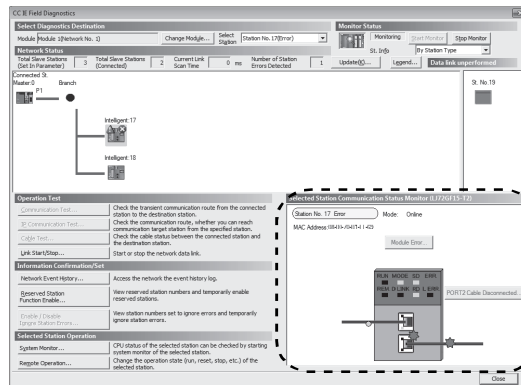 CC IE Field Diagnostics
Select Diagnostics Destination
Monitor Status
Module Module 1(Network No. 1)
Change Module...
Select Station
Station No.17(Error)
Monitoring
Start Monitor
Stop Monitor
St. Info
By Station Type
Network Status
Total Slave Stations (Set In Parameter) 3
Total Slave Stations (Connected) 2
Current Link Scan Time 0 ms
Number of Station Errors Detected 1
Update(K)...
Legend...
Data link unperformed
Connected St.
Master:0 Branch
P1
St. No.19
Intelligent:17
Intelligent:18
Operation Test
Communication Test...
Check the transient communication route from the connected station to the destination station.
IP Communication Test...
Check the communication route, whether you can reach communication target station from the specified station.
Cable Test...
Check the cable status between the connected station and the destination station.
Link Start/Stop...
Start or stop the network data link.
Information Confirmation/Set
Network Event History...
Access the network the event history log.
Reserved Station Function Enable...
View reserved station numbers and temporarily enable reserved stations.
Enable / Disable Ignore Station Errors...
View station numbers set to ignore errors and temporarily ignore station errors.
Selected Station Operation
System Monitor...
CPU status of the selected station can be checked by starting system monitor of the selected station.
Remote Operation...
Change the operation state (run, reset, stop, etc.) of the selected station.
Selected Station Communication Status Monitor (LJ72GF15-T2)
Station No. 17 Error
Mode: Online
MAC Address:
Module Error...
RUN MODE SD ERR.
REM D LINK RD L ERR.
PORT2 Cable Disconnected...
Close